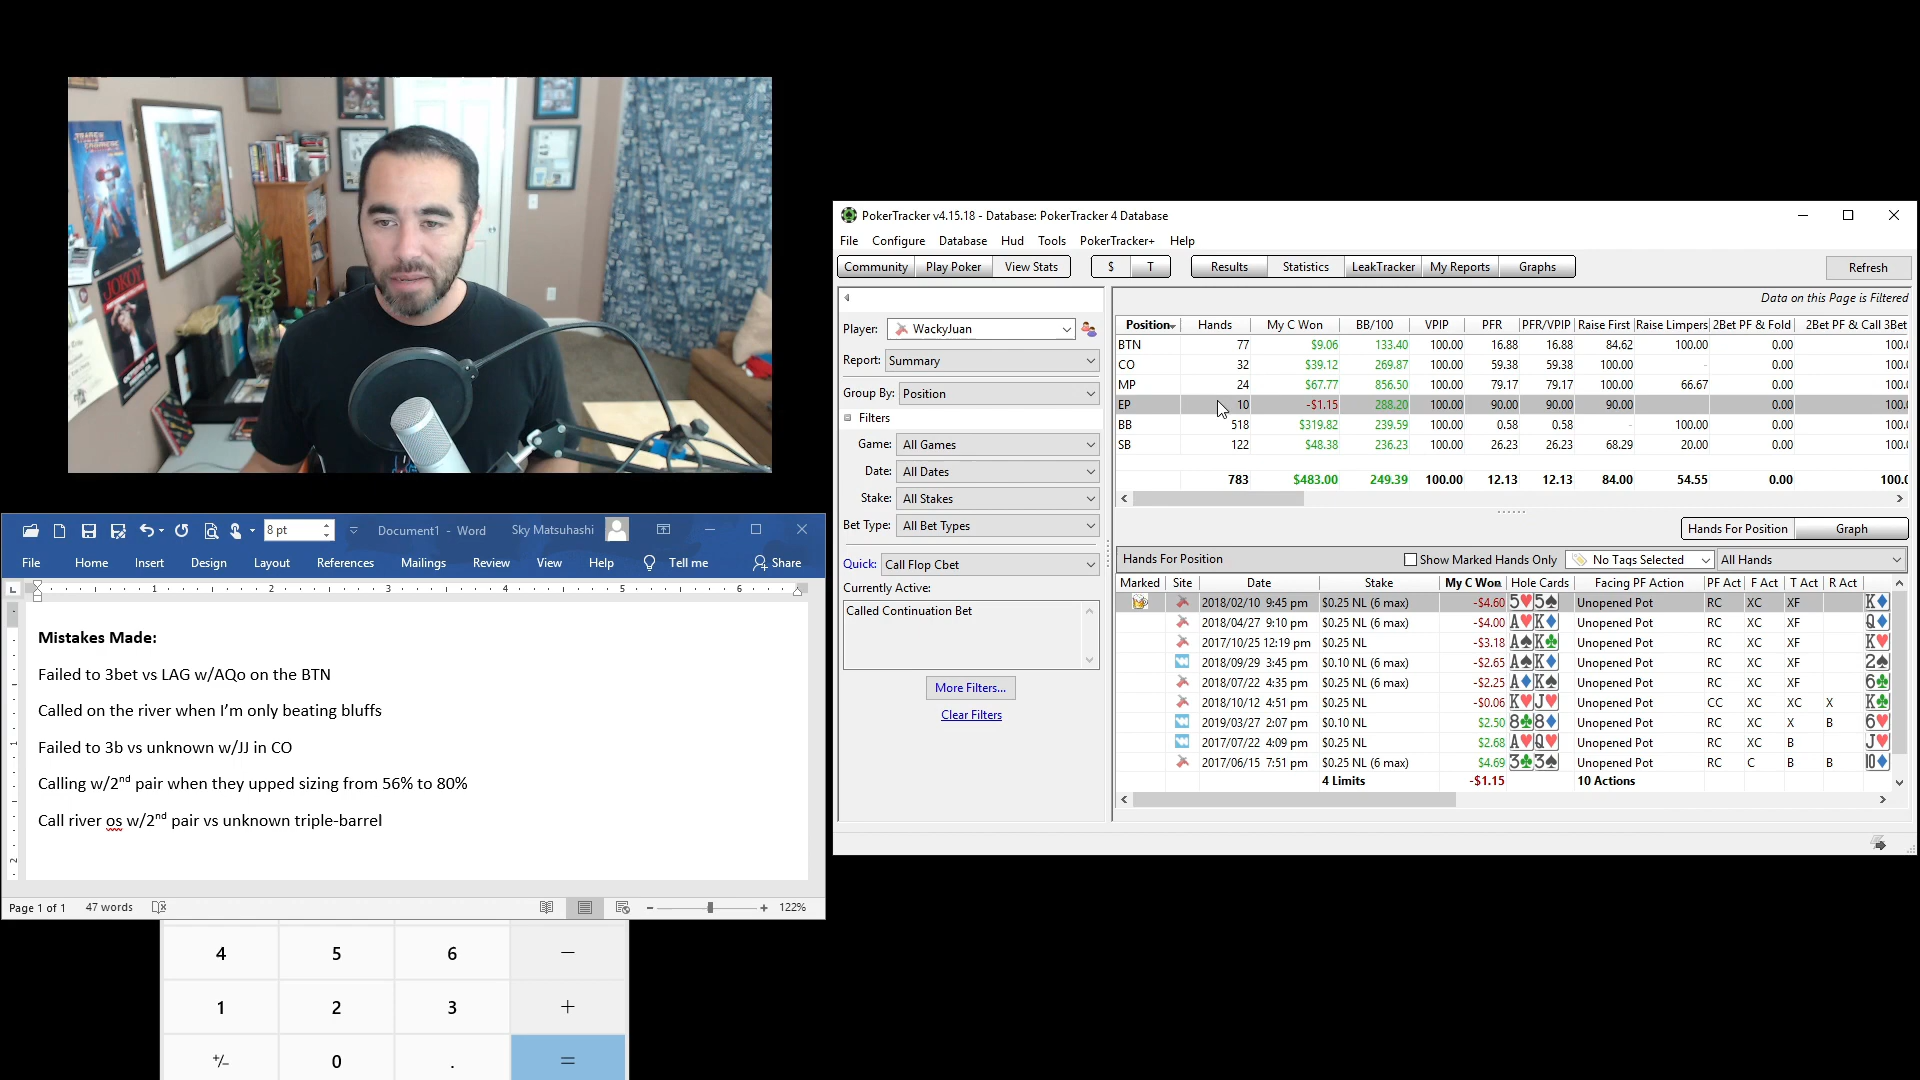 TRANSFORMERS
JOKOY
Document1 - Word
Sky Matsuhashi
8 pt
File Home Insert Design Layout References Mailings Review View Help Tell me Share
1 2 3 4 5 6
Mistakes Made:
Failed to 3bet vs LAG w/AQo on the BTN
Called on the river when I’m only beating bluffs
Failed to 3b vs unknown w/JJ in CO
Calling w/2nd pair when they upped sizing from 56% to 80%
Call river os w/2nd pair vs unknown triple-barrel
Page 1 of 1 47 words 122%
4 5 6 −
1 2 3 +
+/− 0 . =
PokerTracker v4.15.18 - Database: PokerTracker 4 Database
File Configure Database Hud Tools PokerTracker+ Help
Community Play Poker View Stats $ T Results Statistics LeakTracker My Reports Graphs Refresh
Player: WackyJuan
Report: Summary
Group By: Position
Filters
Game: All Games
Date: All Dates
Stake: All Stakes
Bet Type: All Bet Types
Quick: Call Flop Cbet
Currently Active:
Called Continuation Bet
More Filters...
Clear Filters
Data on this Page is Filtered
Position Hands My C Won BB/100 VPIP PFR PFR/VPIP Raise First Raise Limpers 2Bet PF & Fold 2Bet PF & Call 3Bet
BTN 77 $9.06 133.40 100.00 16.88 16.88 84.62 100.00 0.00 100.
CO 32 $39.12 269.87 100.00 59.38 59.38 100.00 - 0.00 100.
MP 24 $67.77 856.50 100.00 79.17 79.17 100.00 66.67 0.00 100.
EP 10 -$1.15 288.20 100.00 90.00 90.00 90.00 0.00 100.
BB 518 $319.82 239.59 100.00 0.58 0.58 - 100.00 0.00 100.
SB 122 $48.38 236.23 100.00 26.23 26.23 68.29 20.00 0.00 100.
783 $483.00 249.39 100.00 12.13 12.13 84.00 54.55 0.00 100.
Hands For Position Graph
Hands For Position Show Marked Hands Only No Tags Selected All Hands
Marked Site Date Stake My C Won Hole Cards Facing PF Action PF Act F Act T Act R Act
2018/02/10 9:45 pm $0.25 NL (6 max) -$4.60 5♥5♠ Unopened Pot RC XC XF K♦
2018/04/27 9:10 pm $0.25 NL (6 max) -$4.00 A♥K♦ Unopened Pot RC XC XF Q♦
2017/10/25 12:19 pm $0.25 NL -$3.18 A♠K♣ Unopened Pot RC XC XF K♥
2018/09/29 3:45 pm $0.10 NL (6 max) -$2.65 A♠K♦ Unopened Pot RC XC XF 2♠
2018/07/22 4:35 pm $0.25 NL (6 max) -$2.25 A♦K♠ Unopened Pot RC XC XF 6♣
2018/10/12 4:51 pm $0.25 NL -$0.06 K♥J♥ Unopened Pot CC XC XC X K♣
2019/03/27 2:07 pm $0.10 NL $2.50 8♣8♦ Unopened Pot RC XC X B 6♥
2017/07/22 4:09 pm $0.25 NL $2.68 A♥Q♥ Unopened Pot RC XC B J♥
2017/06/15 7:51 pm $0.25 NL (6 max) $4.69 3♣3♠ Unopened Pot RC C B B 10♦
4 Limits -$1.15 10 Actions